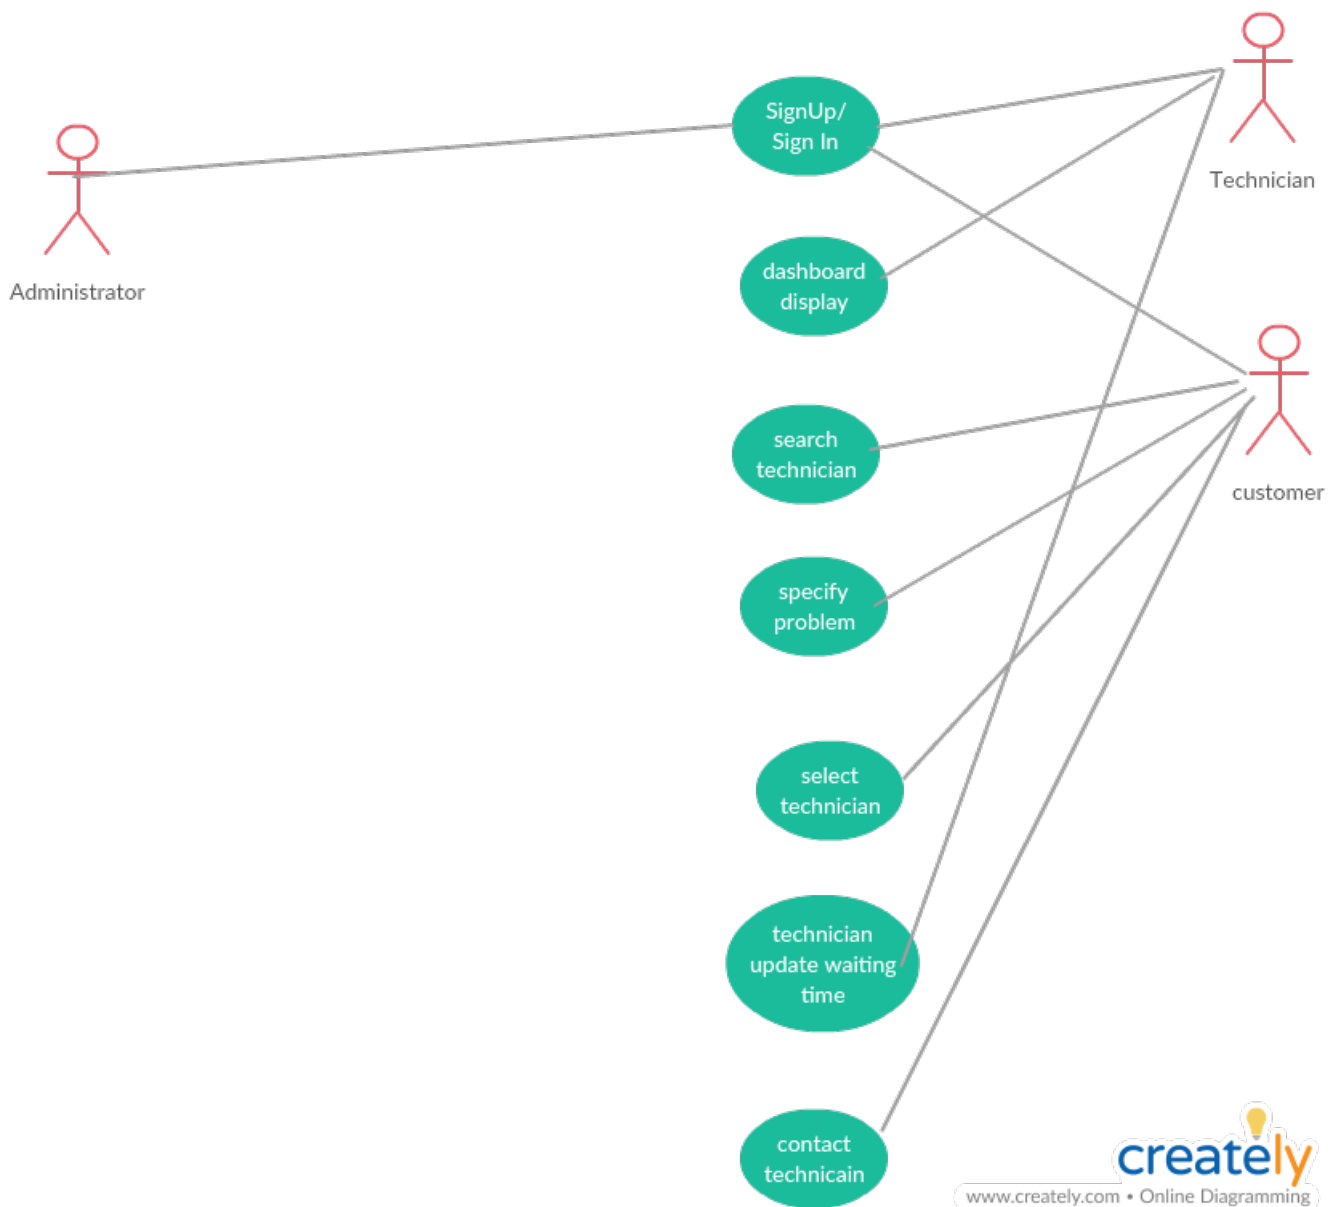 SignUp/
Sign In
Technician
dashboard
display
Administrator
search
technician
customer
specify
problem
select
technician
technician
update waiting
time
contact
technicain
creately
www.creately.com • Online Diagramming